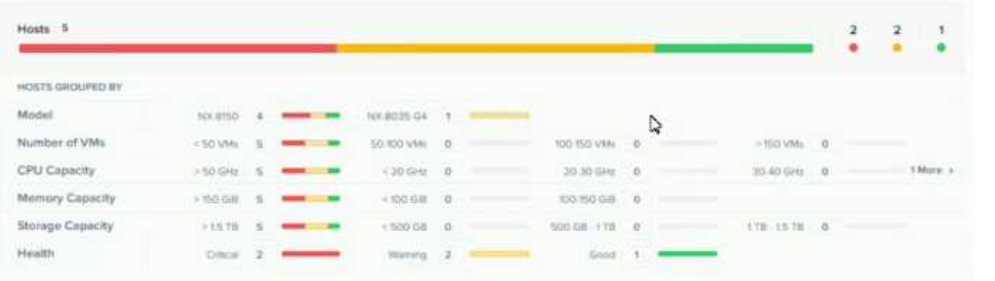 Hosts 5 2 2 1
HOSTS GROUPED BY
Model NX-8150 4 NX-8035-G4 1
Number of VMs < 50 VMs 5 50-100 VMs 0 100-150 VMs 0 > 150 VMs 0
CPU Capacity > 50 GHz 5 < 20 GHz 0 20-30 GHz 0 30-40 GHz 0 1 More ›
Memory Capacity > 150 GiB 5 < 100 GiB 0 100-150 GiB 0
Storage Capacity > 1.5 TB 5 < 500 GB 0 500 GB - 1 TB 0 1 TB - 1.5 TB 0
Health Critical 2 Warning 2 Good 1